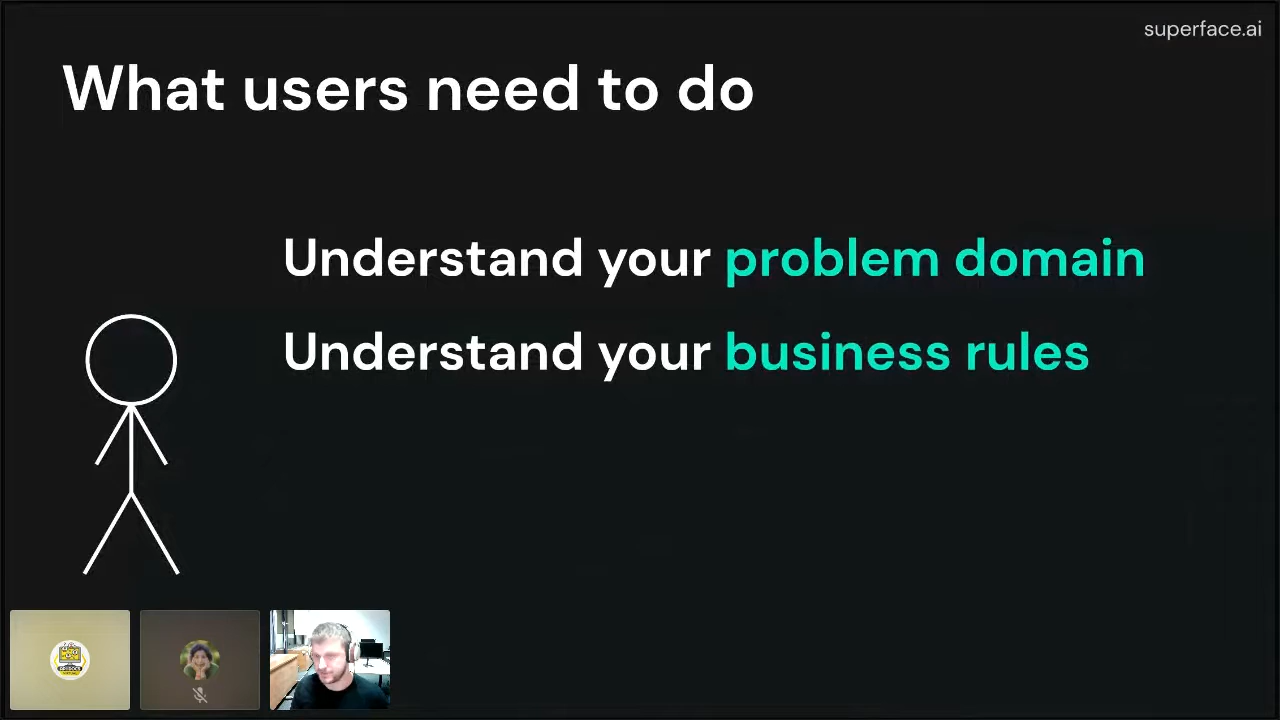 superface.ai
What users need to do
Understand your problem domain
Understand your business rules